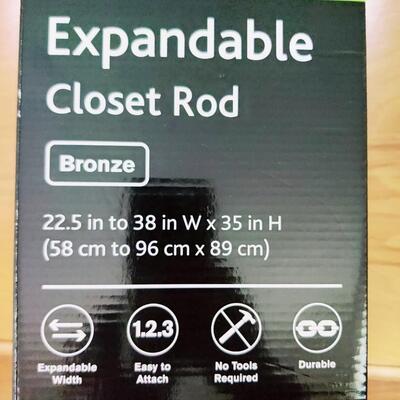 Expandable
Closet Rod
Bronze
22.5 in to 38 in W x 35 in H
(58 cm to 96 cm x 89 cm)
1.2.3
Expandable
Width
Easy to
Attach
No Tools
Required
Durable